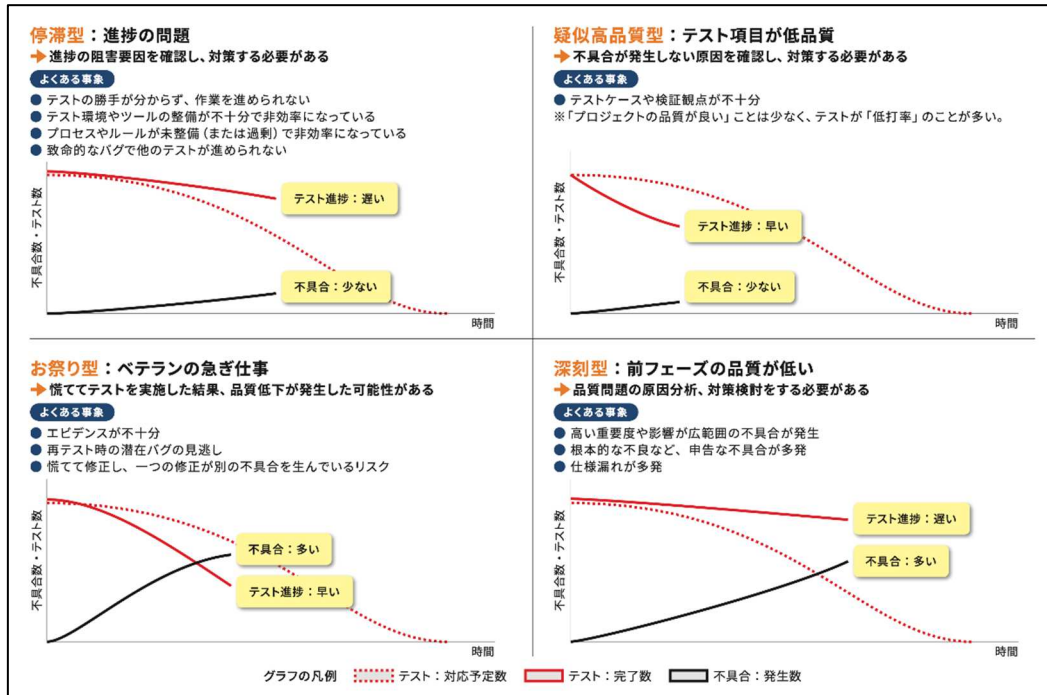 停滞型：進捗の問題
進捗の阻害要因を確認し、対策する必要がある
よくある事象
テストの勝手が分からず、作業を進められない
テスト環境やツールの整備が不十分で非効率になっている
プロセスやルールが未整備（または過剰）で非効率になっている
致命的なバグで他のテストが進められない
不具合数・テスト数
テスト進捗：遅い
不具合：少ない
時間
疑似高品質型：テスト項目が低品質
不具合が発生しない原因を確認し、対策する必要がある
よくある事象
テストケースや検証観点が不十分
※「プロジェクトの品質が良い」ことは少なく、テストが「低打率」のことが多い。
不具合数・テスト数
テスト進捗：早い
不具合：少ない
時間
お祭り型：ベテランの急ぎ仕事
慌ててテストを実施した結果、品質低下が発生した可能性がある
よくある事象
エビデンスが不十分
再テスト時の潜在バグの見逃し
慌てて修正し、一つの修正が別の不具合を生んでいるリスク
不具合数・テスト数
不具合：多い
テスト進捗：早い
時間
深刻型：前フェーズの品質が低い
品質問題の原因分析、対策検討をする必要がある
よくある事象
高い重要度や影響が広範囲の不具合が発生
根本的な不良など、申告な不具合が多発
仕様漏れが多発
不具合数・テスト数
テスト進捗：遅い
不具合：多い
時間
グラフの凡例 テスト：対応予定数 テスト：完了数 不具合：発生数